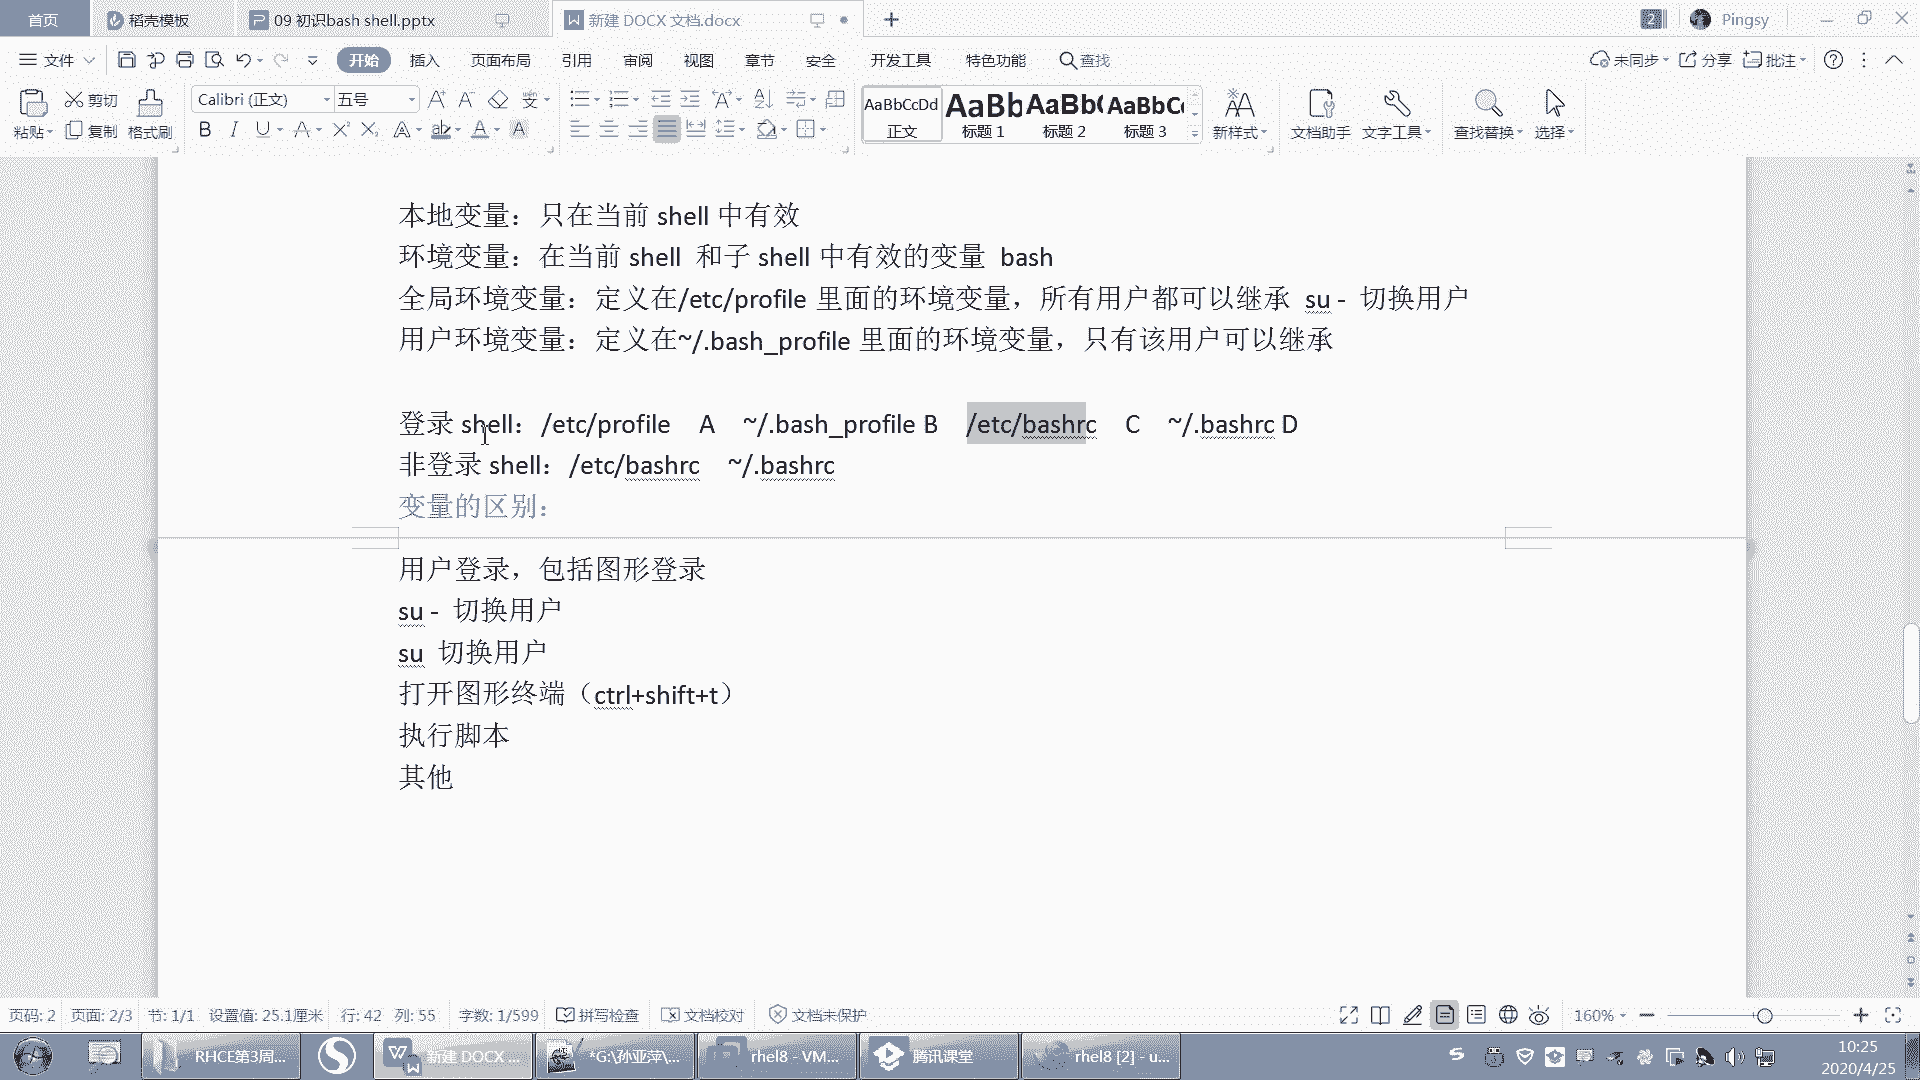 首页 稻壳模板 09 初识bash shell.pptx 新建 DOCX 文档.docx 2 Pingsy
文件 开始 插入 页面布局 引用 审阅 视图 章节 安全 开发工具 特色功能 查找 未同步 分享 批注
粘贴 剪切 复制 格式刷 Calibri (正文) 五号
AaBbCcDd AaBb AaBb( AaBbC
正文 标题 1 标题 2 标题 3 新样式 文档助手 文字工具 查找替换 选择
本地变量：只在当前 shell 中有效
环境变量：在当前 shell 和子 shell 中有效的变量 bash
全局环境变量：定义在/etc/profile 里面的环境变量，所有用户都可以继承 su - 切换用户
用户环境变量：定义在~/.bash_profile 里面的环境变量，只有该用户可以继承
登录 shell：/etc/profile A ~/.bash_profile B /etc/bashrc C ~/.bashrc D
非登录 shell：/etc/bashrc ~/.bashrc
变量的区别：
用户登录，包括图形登录
su - 切换用户
su 切换用户
打开图形终端（ctrl+shift+t）
执行脚本
其他
页码: 2 页面: 2/3 节: 1/1 设置值: 25.1厘米 行: 42 列: 55 字数: 1/599 拼写检查 文档校对 文档未保护 160%
RHCE第3周... 新建 DOCX ... *G:\孙亚萍\... rhel8 - VM... 腾讯课堂 rhel8 [2] - u... 10:25
2020/4/25